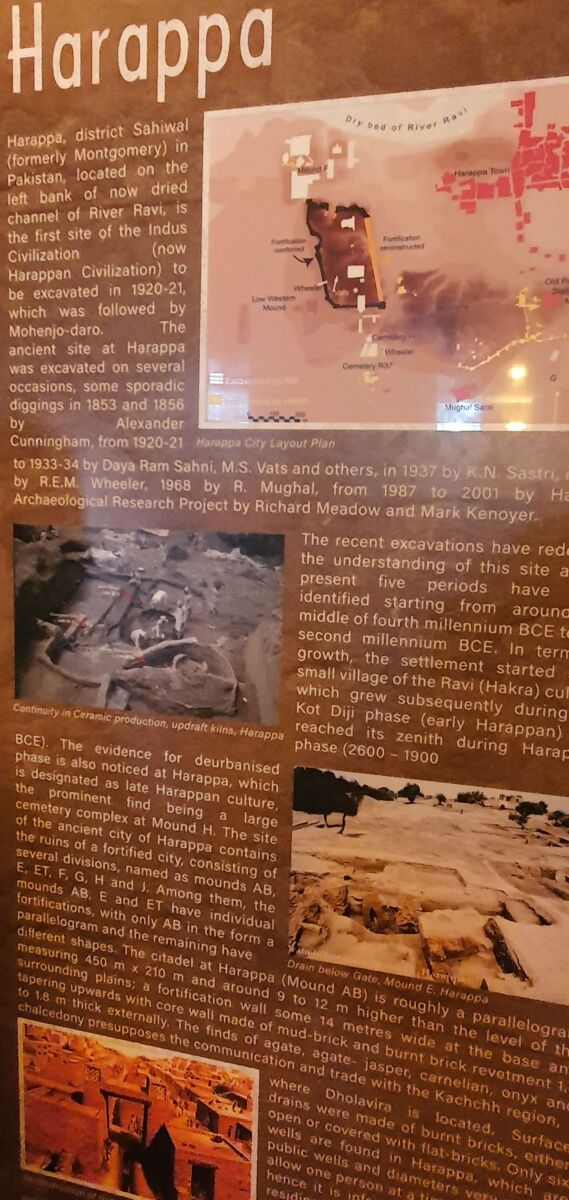 Harappa
Harappa, district Sahiwal
(formerly Montgomery) in
Pakistan, located on the
left bank of now dried
channel of River Ravi, is
the first site of the Indus
Civilization (now
Harappan Civilization) to
be excavated in 1920-21,
which was followed by
Mohenjo-daro. The
ancient site at Harappa
was excavated on several
occasions, some sporadic
diggings in 1853 and 1856
by Alexander
Cunningham, from 1920-21
Dry bed of River Ravi
Mound F
Harappa Town
Fortification
confirmed
Fortification
reconstructed
Wheeler
Low Western
Mound
Cemetery H
Wheeler
Cemetery R37
Mughal Sarai
G
Harappa City Layout Plan
to 1933-34 by Daya Ram Sahni, M.S. Vats and others, in 1937 by K.N. Sastri,
by R.E.M. Wheeler, 1968 by R. Mughal, from 1987 to 2001 by
Archaeological Research Project by Richard Meadow and Mark Kenoyer.
Continuity in Ceramic production, updraft kilns, Harappa
The recent excavations have
the understanding of this site
present five periods have
identified starting from around
middle of fourth millennium BCE
second millennium BCE. In
growth, the settlement started
small village of the Ravi (Hakra)
which grew subsequently during
Kot Diji phase (early Harappan)
reached its zenith during
phase (2600 – 1900
BCE). The evidence for deurbanised
phase is also noticed at Harappa, which
is designated as late Harappan culture,
the prominent find being a large
cemetery complex at Mound H. The site
of the ancient city of Harappa contains
the ruins of a fortified city, consisting of
several divisions, named as mounds AB,
E, ET, F, G, H and J. Among them, the
mounds AB, E and ET have individual
fortifications, with only AB in the form a
parallelogram and the remaining have
different shapes. The citadel at Harappa (Mound AB) is roughly a
measuring 450 m x 210 m and around 9 to 12 m higher than the level of
surrounding plains; a fortification wall some 14 metres wide at the base
tapering upwards with core wall made of mud-brick and burnt brick revetment
to 1.8 m thick externally. The finds of agate, agate- jasper, carnelian, onyx
chalcedony presupposes the communication and trade with the Kachchh region,
Drain below Gate, Mound E, Harappa
where Dholavira is located. Surface
drains were made of burnt bricks, either
open or covered with flat-bricks. Only six
wells are found in Harappa, which are
public wells and diameters
allow one person at a
hence it is